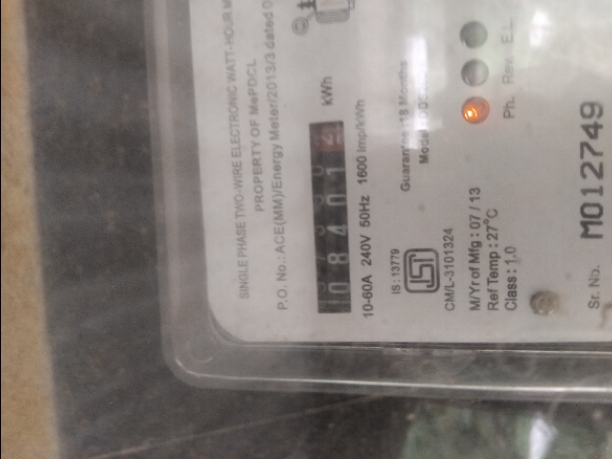 SINGLE PHASE TWO-WIRE ELECTRONIC WATT-HOUR
PROPERTY OF MePDCL
P.O. No.: ACE(MM)/Energy Meter/2013/3 dated
08401 kWh
10-60A 240V 50Hz 1600 Imp/kWh
IS : 13779
Guarantee 18 Months
Model
CM/L-3101324
M/Yr of Mfg : 07 / 13
Ref Temp : 27°C
Class : 1.0
Ph. Rev. E.L.
Sr. No. M012749